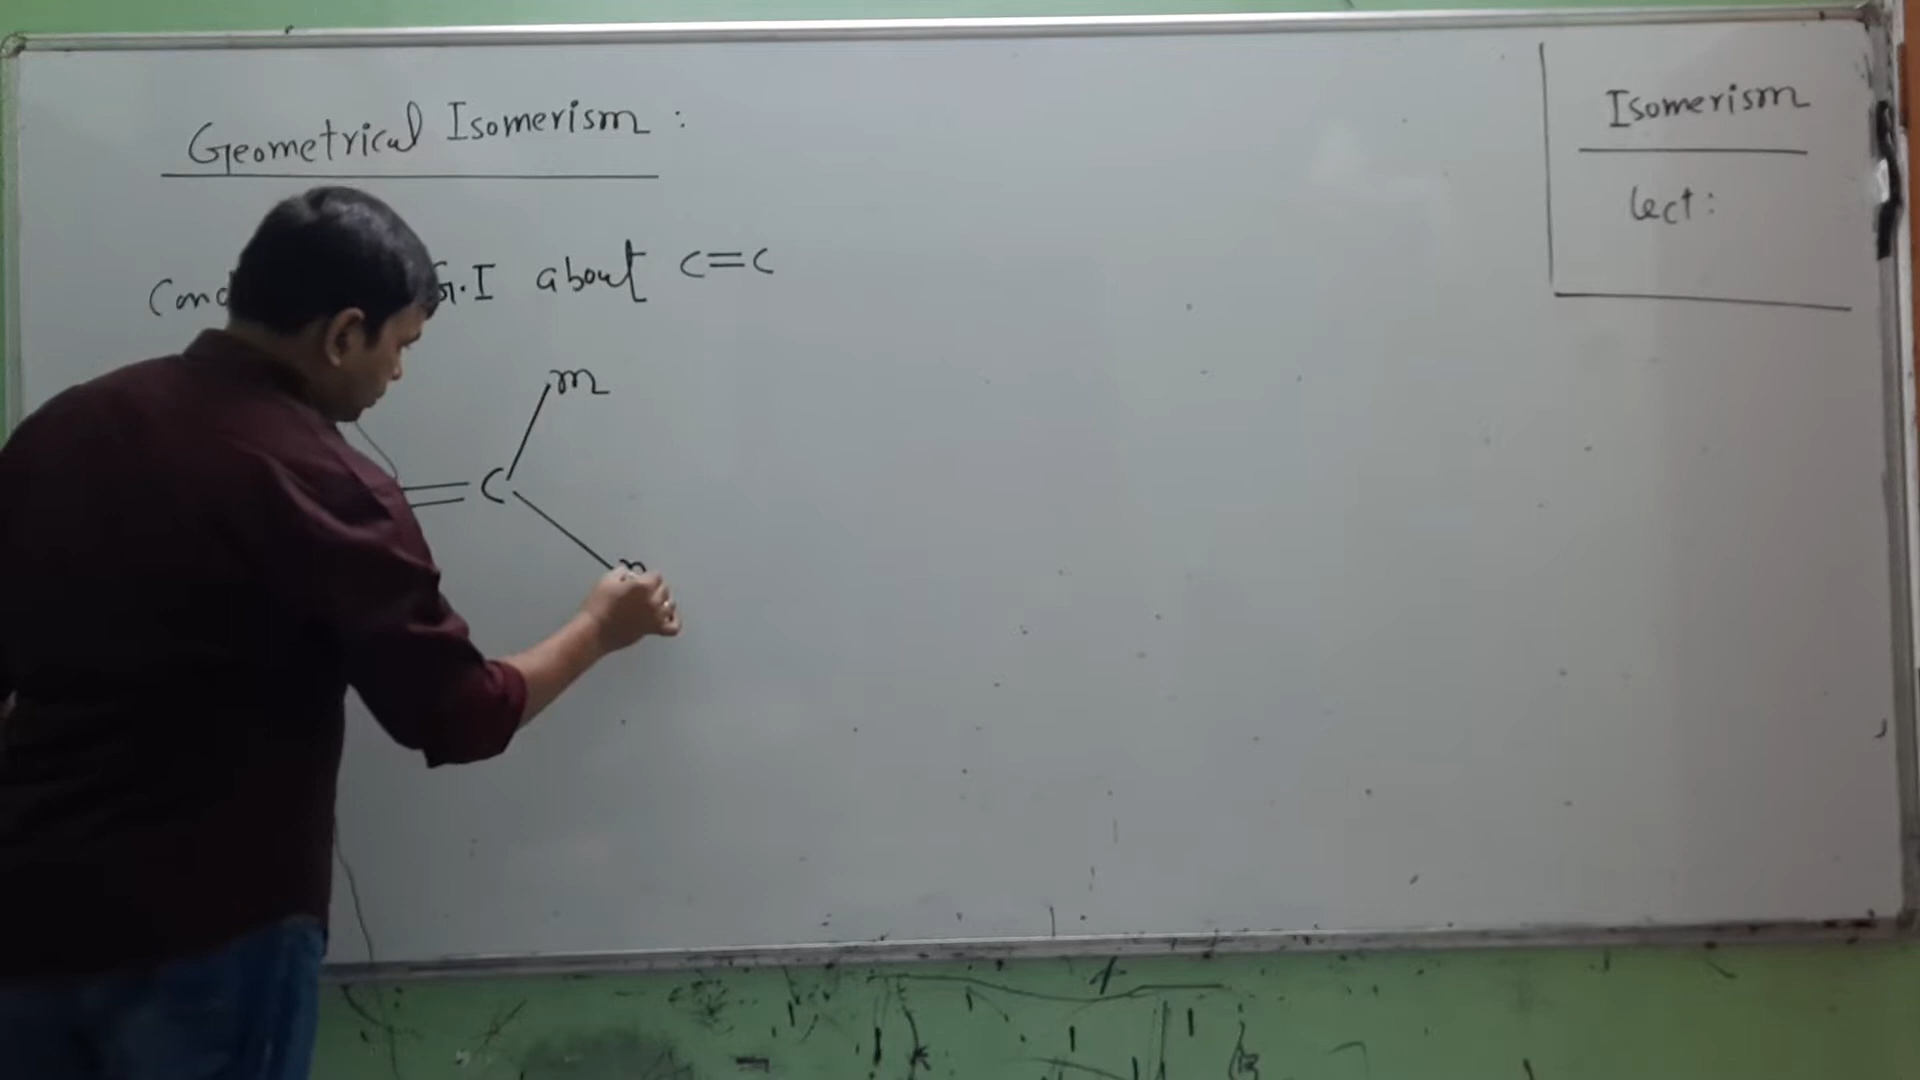 Geometrical Isomerism :
Isomerism
Lect :
G.I about C=C
m
C